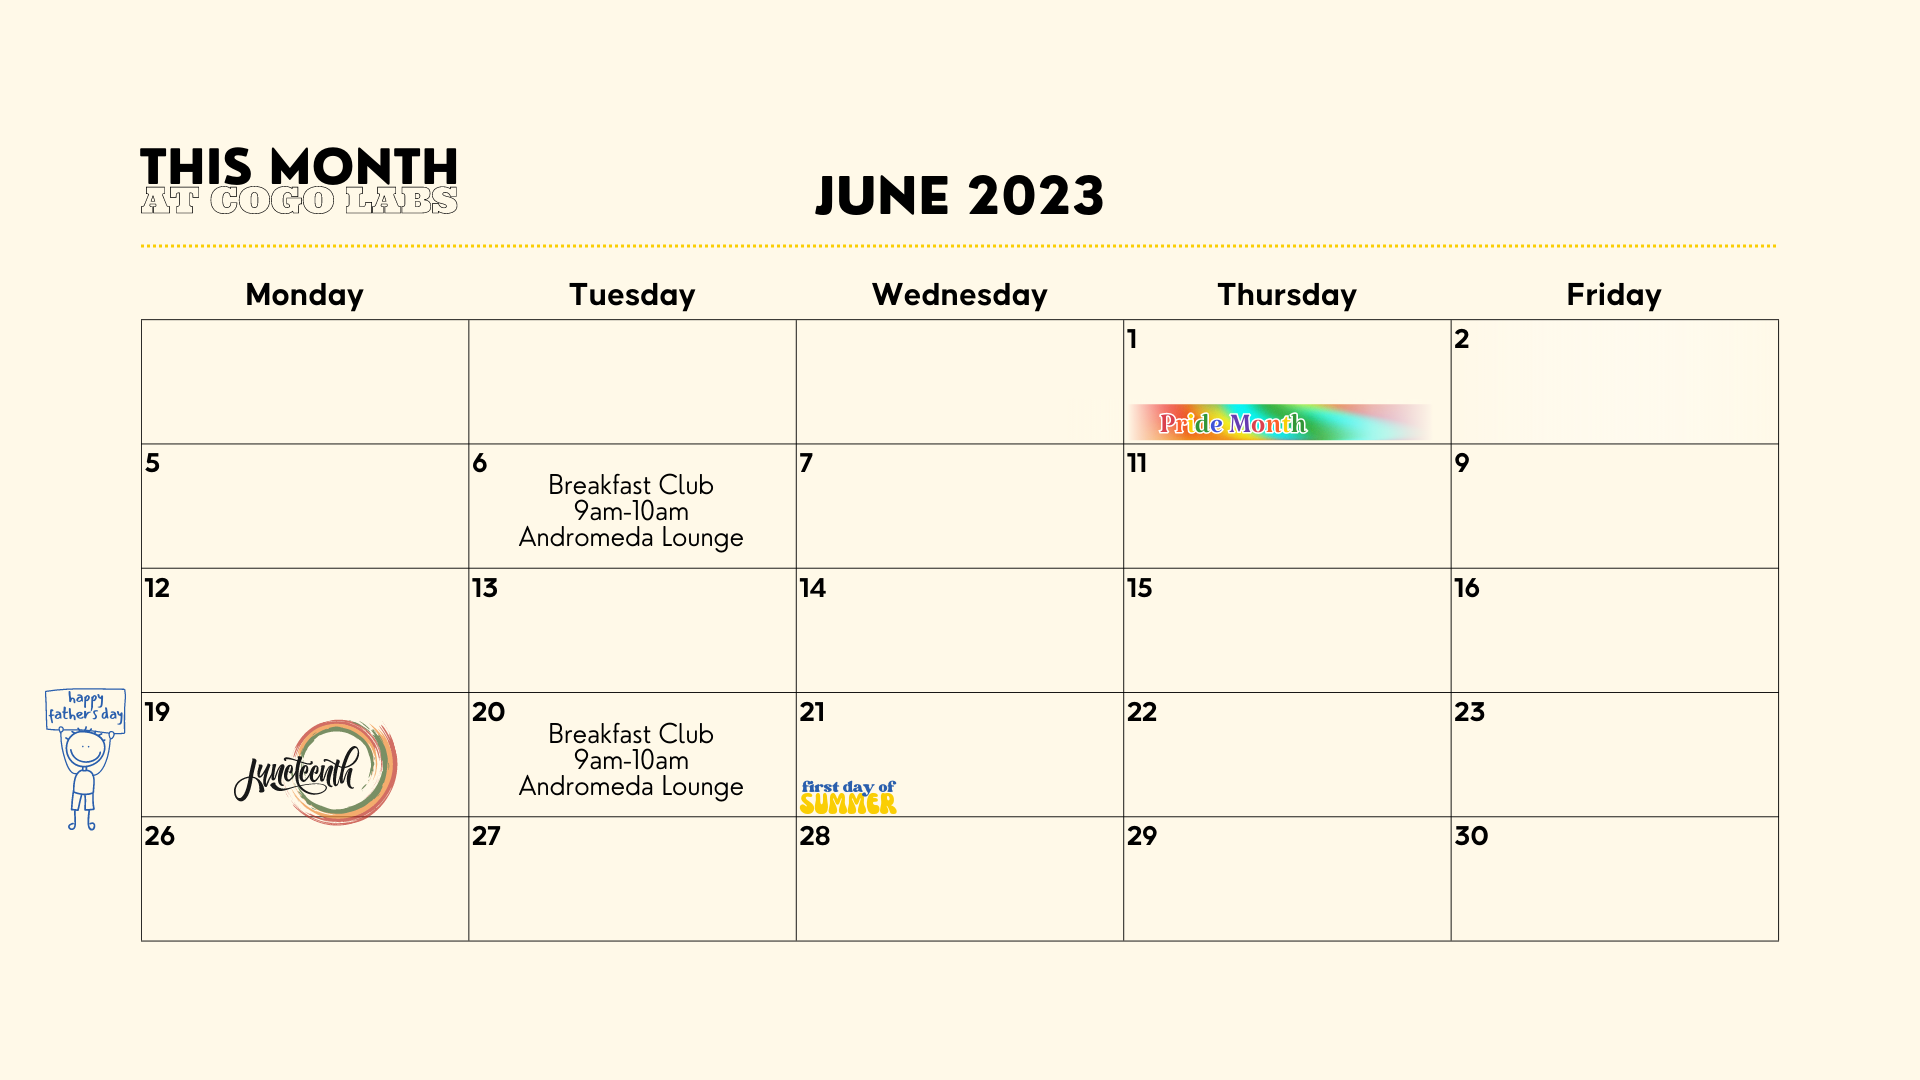 THIS MONTH
AT COGO LABS
JUNE 2023
Monday Tuesday Wednesday Thursday Friday
1 2
Pride Month
5 6 7 11 9
Breakfast Club
9am-10am
Andromeda Lounge
12 13 14 15 16
happy
father's day
19 20 21 22 23
Juneteenth
Breakfast Club
9am-10am
Andromeda Lounge
first day of
SUMMER
26 27 28 29 30